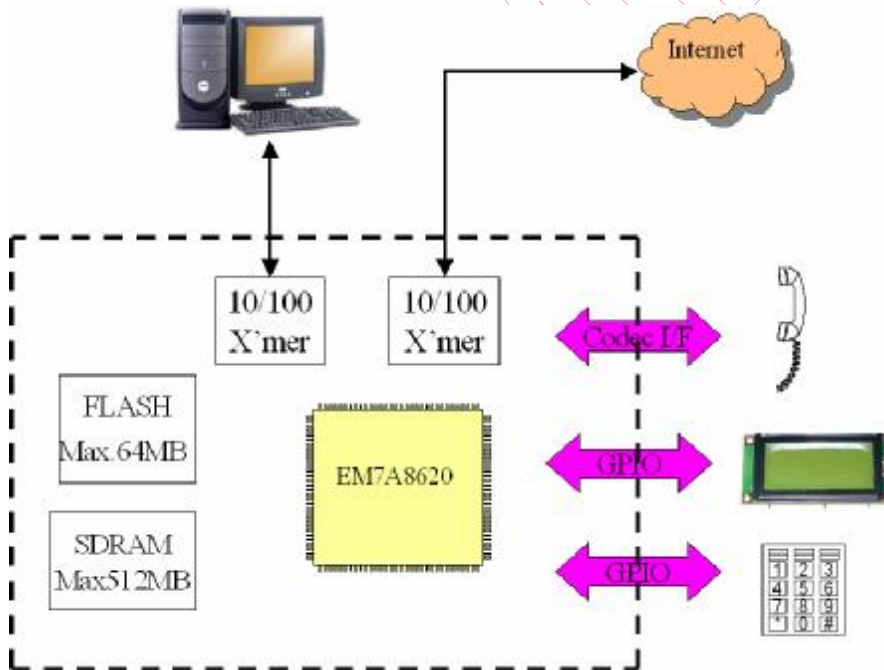 Internet
10/100
X'mer
10/100
X'mer
Codec I/F
FLASH
Max.64MB
EM7A8620
GPIO
SDRAM
Max512MB
GPIO
1 2 3
4 5 6
7 8 9
* 0 #